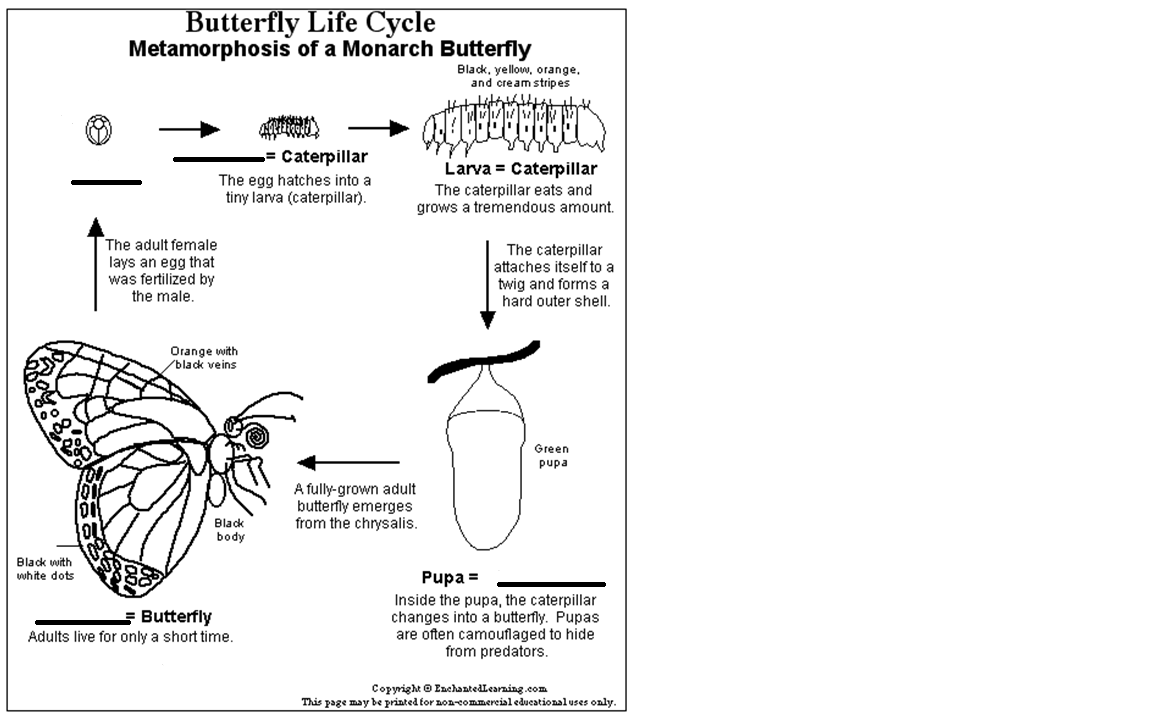 Butterfly Life Cycle
Metamorphosis of a Monarch Butterfly
Black, yellow, orange,
and cream stripes
= Caterpillar
The egg hatches into a
tiny larva (caterpillar).
Larva = Caterpillar
The caterpillar eats and
grows a tremendous amount.
The adult female
lays an egg that
was fertilized by
the male.
The caterpillar
attaches itself to a
twig and forms a
hard outer shell.
Orange with
black veins
Green
pupa
A fully-grown adult
butterfly emerges
from the chrysalis.
Black
body
Black with
white dots
Pupa =
Inside the pupa, the caterpillar
changes into a butterfly. Pupas
are often camouflaged to hide
from predators.
= Butterfly
Adults live for only a short time.
Copyright © EnchantedLearning.com
This page may be printed for non-commercial educational uses only.